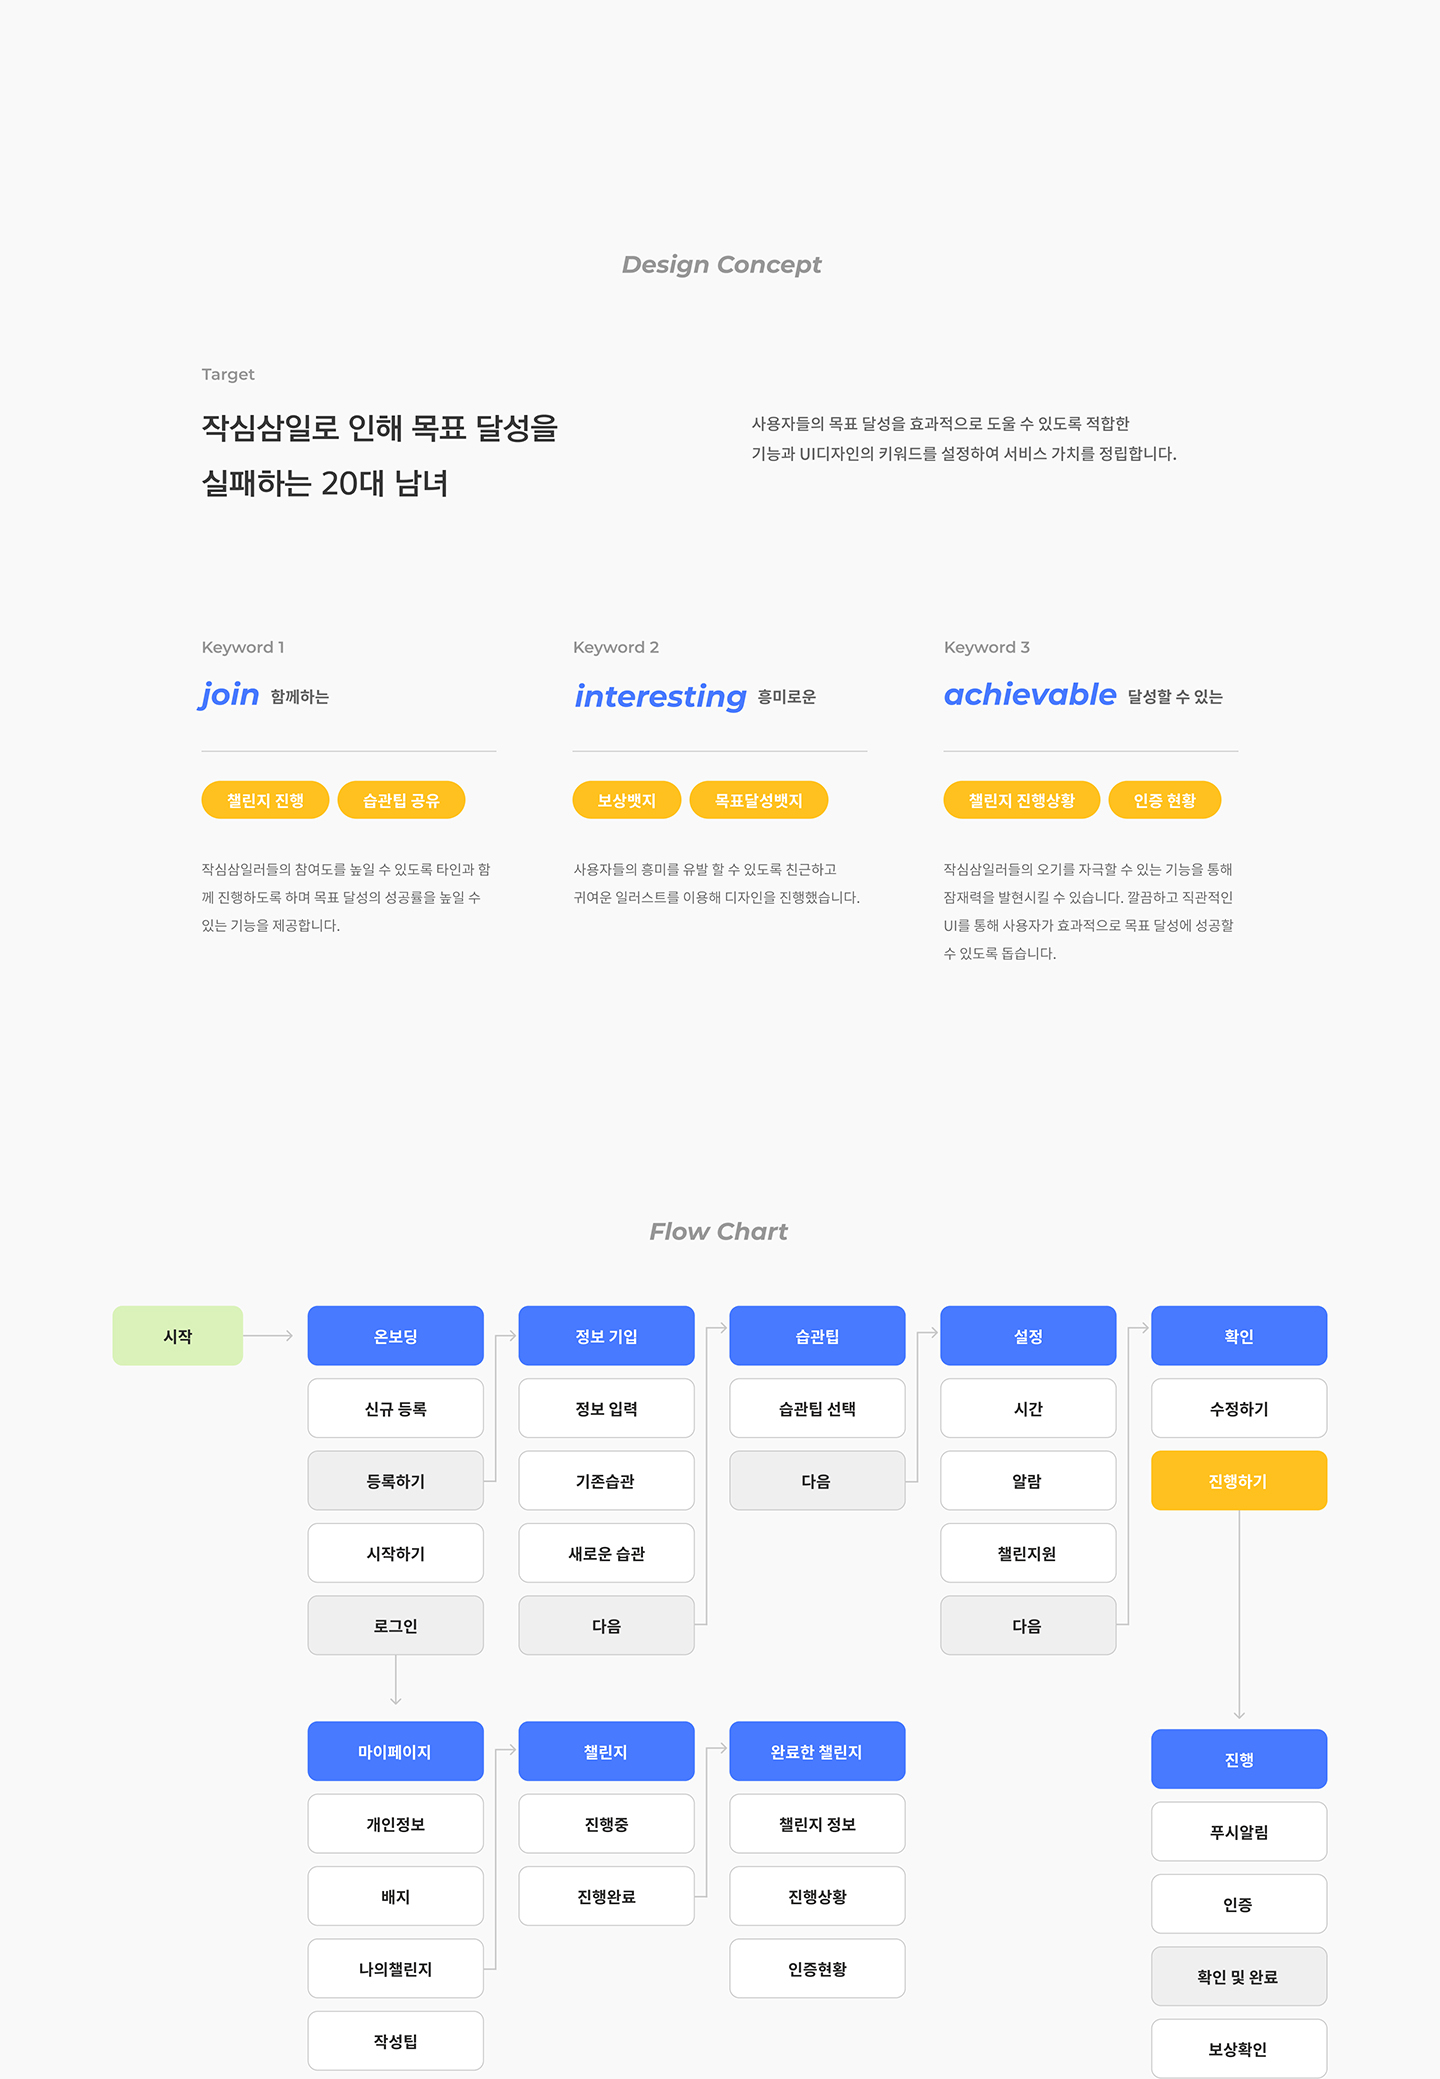 Design Concept
Target
작심삼일로 인해 목표 달성을
실패하는 20대 남녀
사용자들의 목표 달성을 효과적으로 도울 수 있도록 적합한
기능과 UI디자인의 키워드를 설정하여 서비스 가치를 정립합니다.
Keyword 1
join 함께하는
챌린지 진행 습관팁 공유
작심삼일러들의 참여도를 높일 수 있도록 타인과 함
께 진행하도록 하며 목표 달성의 성공률을 높일 수
있는 기능을 제공합니다.
Keyword 2
interesting 흥미로운
보상뱃지 목표달성뱃지
사용자들의 흥미를 유발 할 수 있도록 친근하고
귀여운 일러스트를 이용해 디자인을 진행했습니다.
Keyword 3
achievable 달성할 수 있는
챌린지 진행상황 인증 현황
작심삼일러들의 오기를 자극할 수 있는 기능을 통해
잠재력을 발현시킬 수 있습니다. 깔끔하고 직관적인
UI를 통해 사용자가 효과적으로 목표 달성에 성공할
수 있도록 돕습니다.
Flow Chart
시작
온보딩
신규 등록
등록하기
시작하기
로그인
정보 기입
정보 입력
기존습관
새로운 습관
다음
습관팁
습관팁 선택
다음
설정
시간
알람
챌린지원
다음
확인
수정하기
진행하기
마이페이지
개인정보
배지
나의챌린지
작성팁
챌린지
진행중
진행완료
완료한 챌린지
챌린지 정보
진행상황
인증현황
진행
푸시알림
인증
확인 및 완료
보상확인